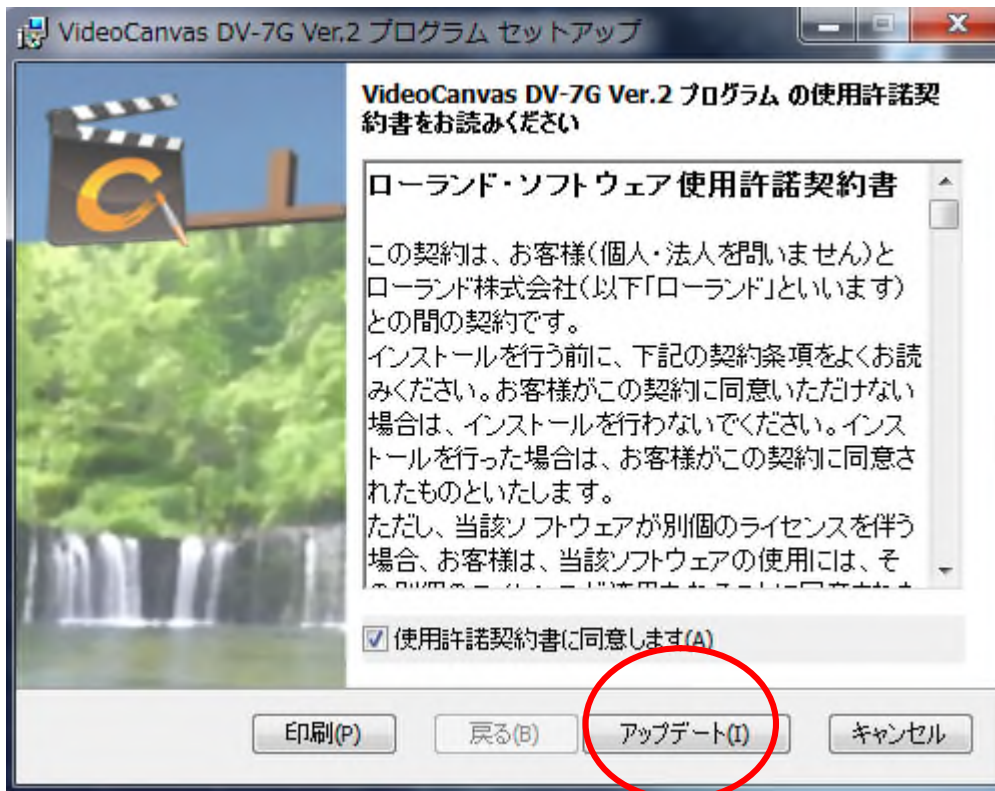 VideoCanvas DV-7G Ver.2 プログラム セットアップ
VideoCanvas DV-7G Ver.2 プログラム の使用許諾契
約書をお読みください
ローランド・ソフトウェア使用許諾契約書
この契約は、お客様(個人・法人を問いません)と
ローランド株式会社(以下「ローランド」といいます)
との間の契約です。
インストールを行う前に、下記の契約条項をよくお読
みください。お客様がこの契約に同意いただけない
場合は、インストールを行わないでください。インス
トールを行った場合は、お客様がこの契約に同意さ
れたものといたします。
ただし、当該ソフトウェアが別個のライセンスを伴う
場合、お客様は、当該ソフトウェアの使用には、そ
使用許諾契約書に同意します(A)
印刷(P)
戻る(B)
アップデート(I)
キャンセル